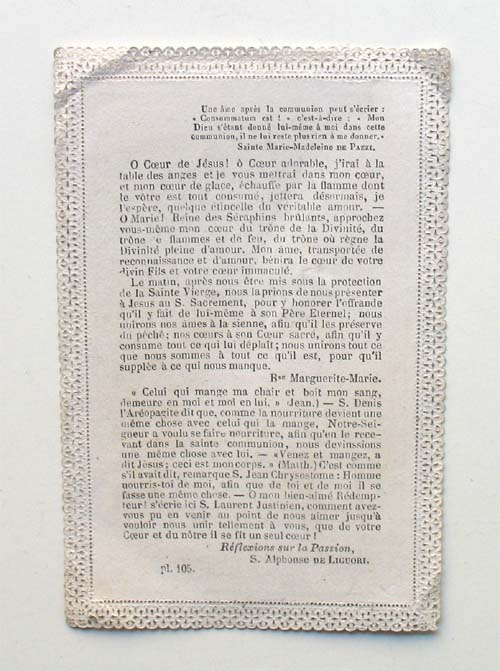 Une âme après la communion peut s'écrier :
« Consommatum est ! » c'est-à-dire : « Mon
Dieu s'étant donné lui-même à moi dans cette
communion, il ne lui reste plus rien à me donner. »
Sainte Marie-Madeleine DE PAZZI.
O Cœur de Jésus! ô Cœur adorable, j'irai à la
table des anges et je vous mettrai dans mon cœur,
et mon cœur de glace, échauffé par la flamme dont
le vôtre est tout consumé, jettera désormais, je
l'espère, quelque étincelle du véritable amour. —
O Marie! Reine des Séraphins brûlants, approchez
vous-même mon cœur du trône de la Divinité, du
trône de flammes et de feu, du trône où règne la
Divinité pleine d'amour. Mon âme, transportée de
reconnaissance et d'amour, bénira le cœur de votre
divin Fils et votre cœur immaculé.
Le matin, après nous être mis sous la protection
de la Sainte Vierge, nous la prions de nous présenter
à Jésus au S. Sacrement, pour y honorer l'offrande
qu'il y fait de lui-même à son Père Eternel; nous
unirons nos âmes à la sienne, afin qu'il les préserve
du péché; nos cœurs à son Cœur sacré, afin qu'il y
consume tout ce qui lui déplaît; nous unirons tout ce
que nous sommes à tout ce qu'il est, pour qu'il
supplée à ce qui nous manque.
Bse Marguerite-Marie.
« Celui qui mange ma chair et boit mon sang,
demeure en moi et moi en lui. » (Jean.) — S. Denis
l'Aréopagite dit que, comme la nourriture devient une
même chose avec celui qui la mange, Notre-Sei-
gneur a voulu se faire nourriture, afin qu'en le rece-
vant dans la sainte communion, nous devinssions
une même chose avec lui. — «Venez et mangez, a
dit Jésus; ceci est mon corps. » (Matth.) C'est comme
s'il avait dit, remarque S. Jean Chrysostome : Homme
nourris-toi de moi, afin que de toi et de moi il se
fasse une même chose. — O mon bien-aimé Rédemp-
teur! s'écrie ici S. Laurent Justinien, comment avez-
vous pu en venir au point de nous aimer jusqu'à
vouloir nous unir tellement à vous, que de votre
Cœur et du nôtre il se fît un seul cœur!
Réflexions sur la Passion,
S. Alphonse DE LIGUORI.
pl. 105.